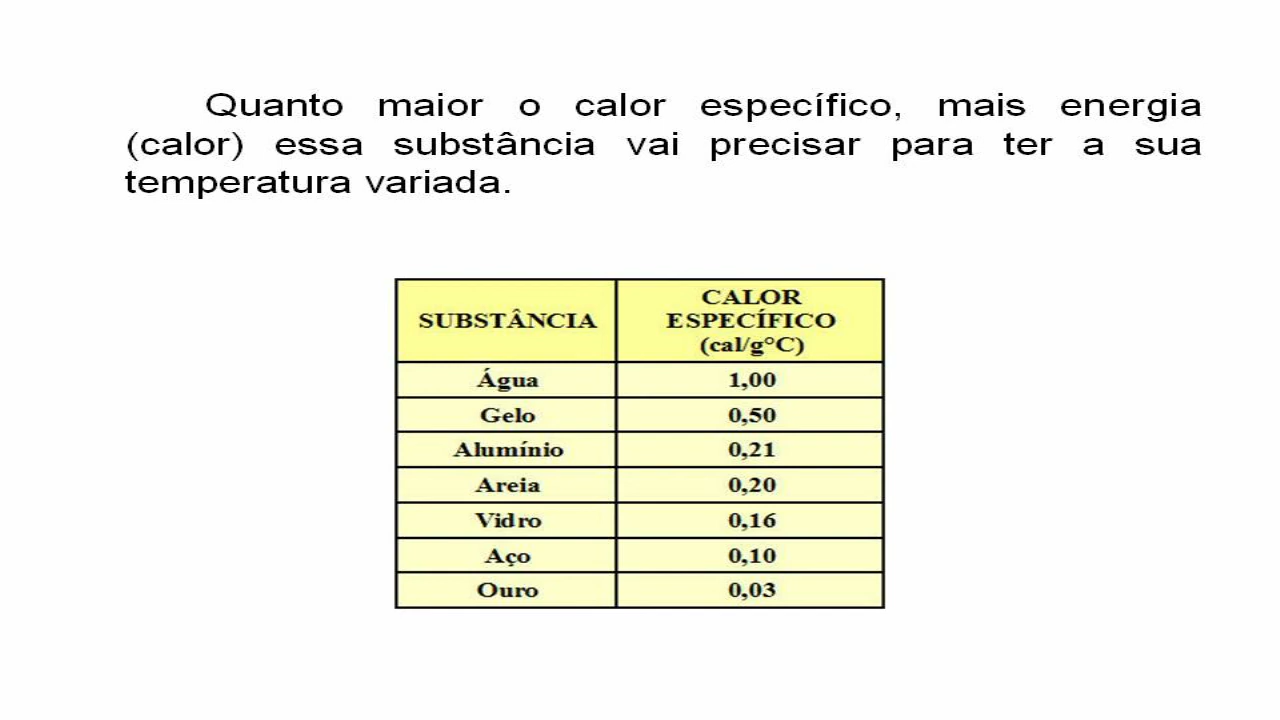 Quanto maior o calor específico, mais energia
(calor) essa substância vai precisar para ter a sua
temperatura variada.
SUBSTÂNCIA
CALOR
ESPECÍFICO
(cal/g°C)
Água 1,00
Gelo 0,50
Alumínio 0,21
Areia 0,20
Vidro 0,16
Aço 0,10
Ouro 0,03